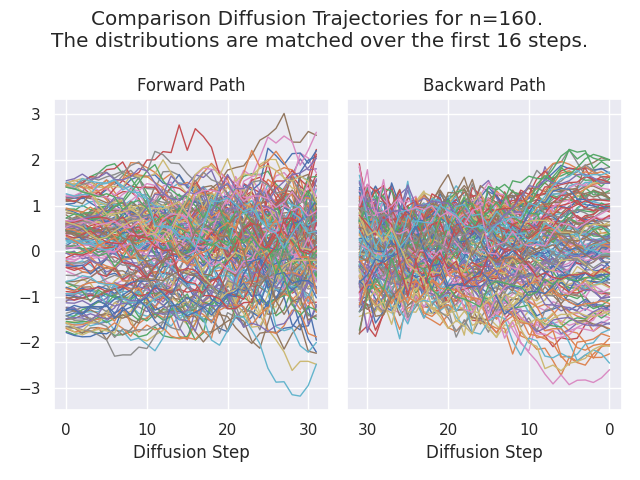 Comparison Diffusion Trajectories for n=160.
The distributions are matched over the first 16 steps.
Forward Path
Backward Path
3
2
1
0
−1
−2
−3
0 10 20 30
30 20 10 0
Diffusion Step
Diffusion Step